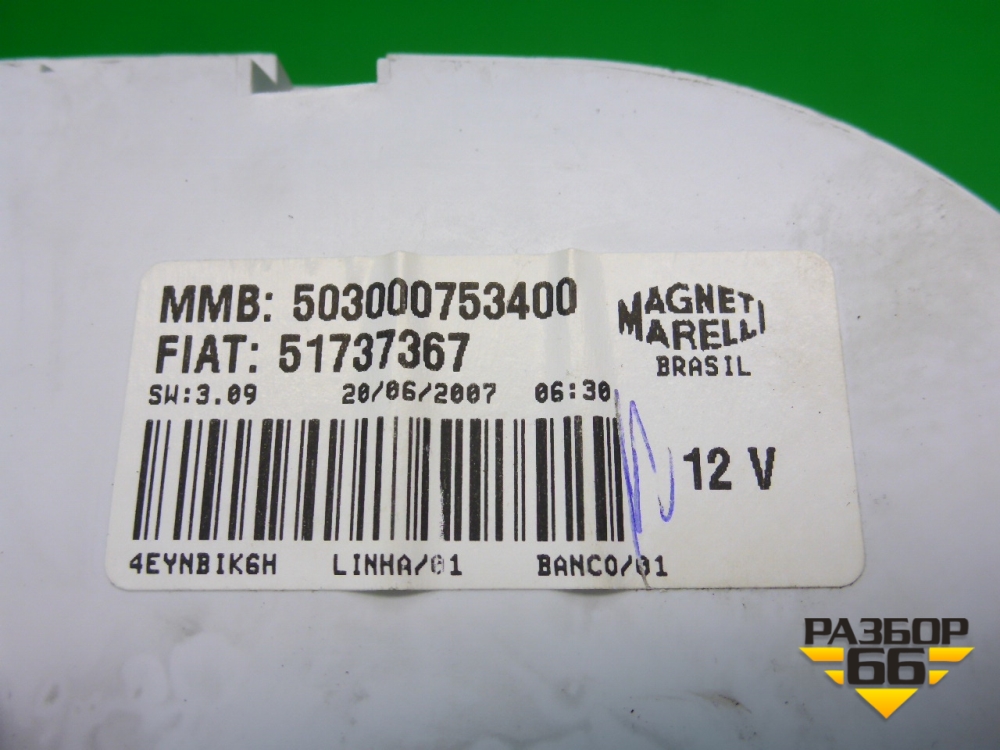 MMB: 503000753400
FIAT: 51737367
MAGNETI
MARELLI
BRASIL
SW:3.09 20/06/2007 06:30
12 V
4EYNBIK6H LINHA/01 BANCO/01
РАЗБОР
66